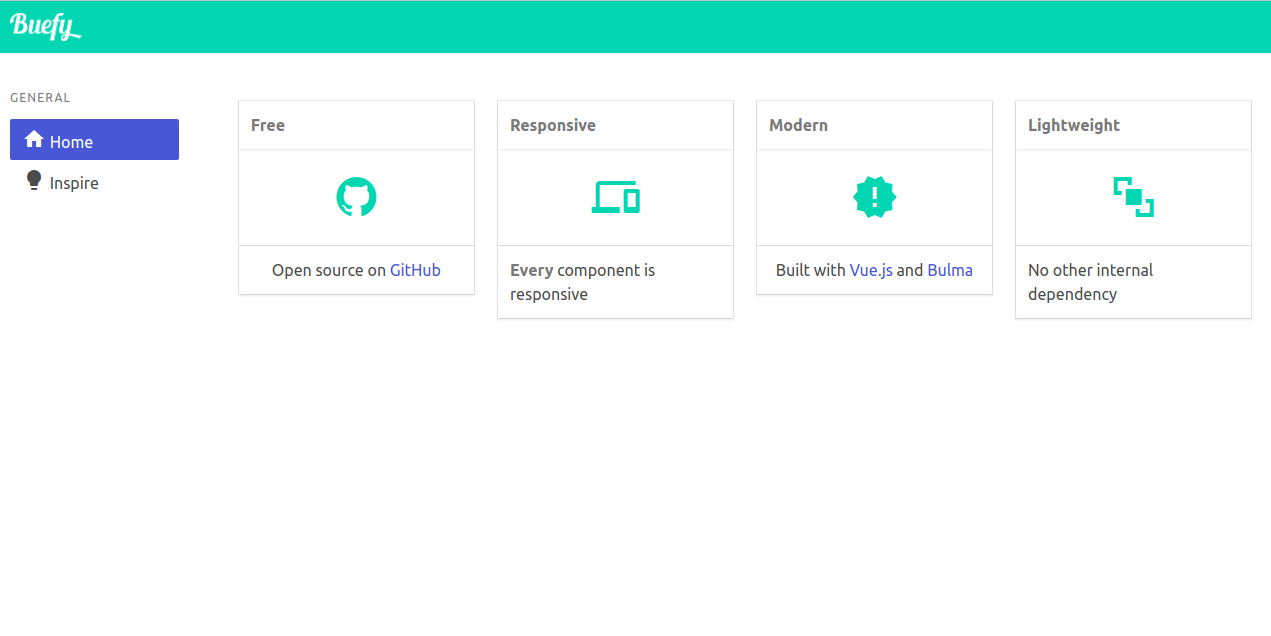 Buefy
GENERAL
Home
Inspire
Free
Open source on GitHub
Responsive
Every component is
responsive
Modern
Built with Vue.js and Bulma
Lightweight
No other internal
dependency